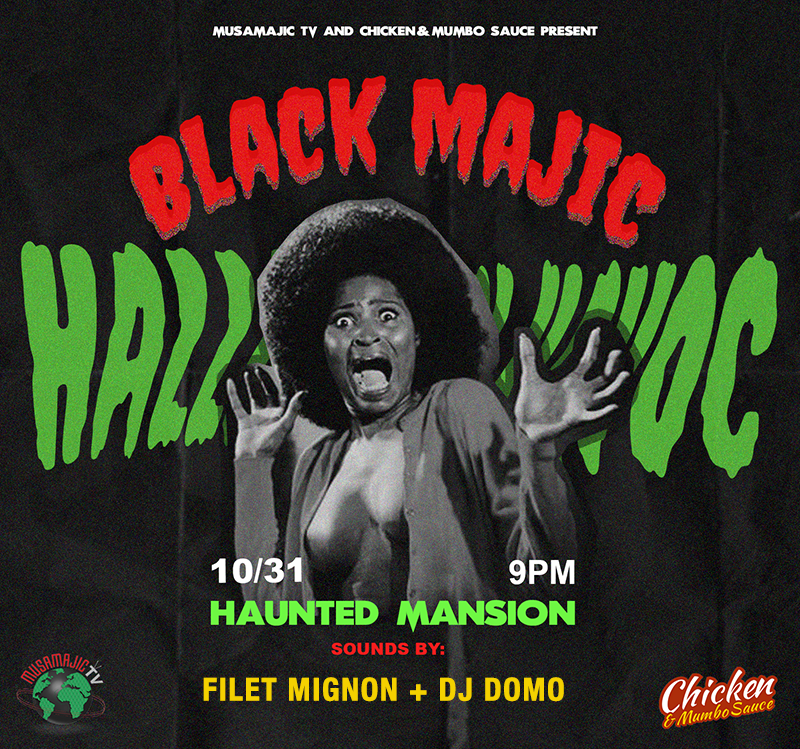 MUSAMAJIC TV AND CHICKEN & MUMBO SAUCE PRESENT
BLACK MAJIC
10/31 9PM
HAUNTED MANSION
SOUNDS BY:
FILET MIGNON + DJ DOMO
MUSAMAJIC TV
Chicken
& Mumbo Sauce